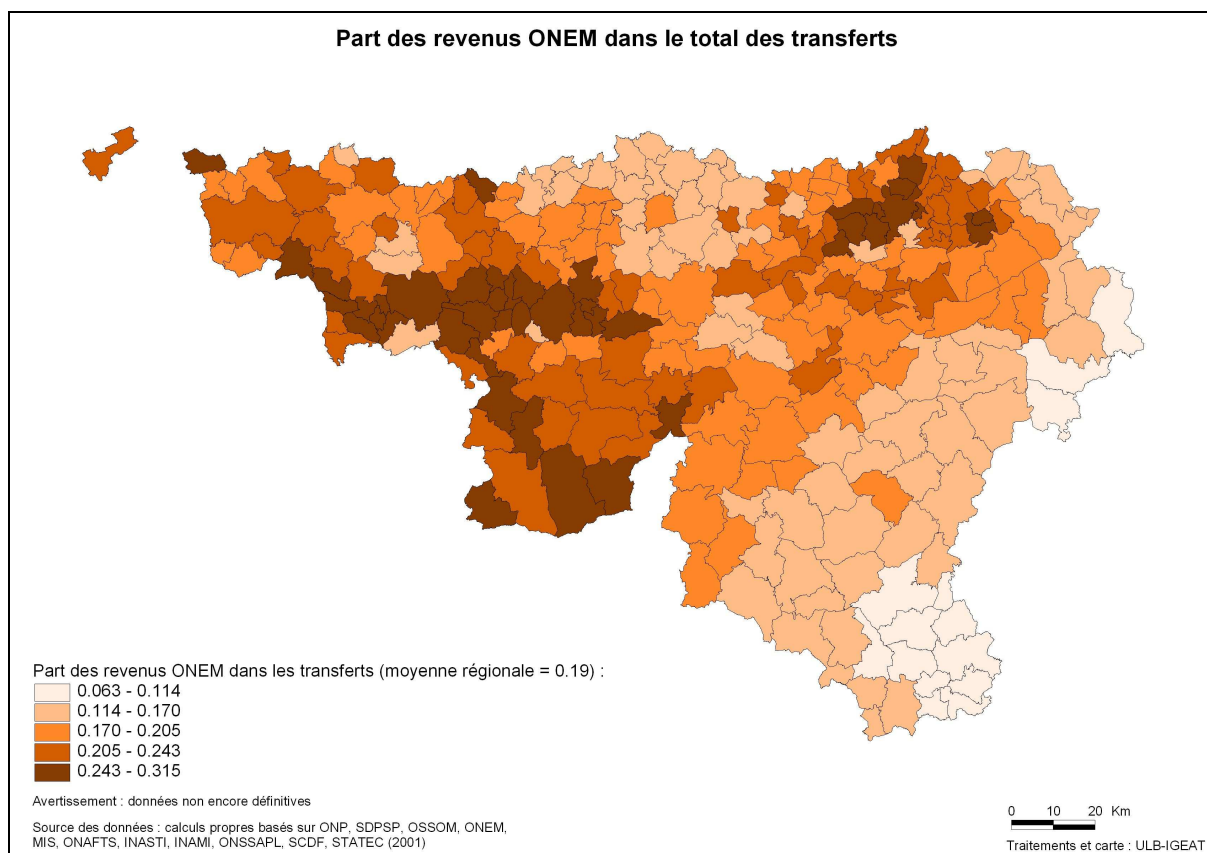 Part des revenus ONEM dans le total des transferts
Part des revenus ONEM dans les transferts (moyenne régionale = 0.19) :
0.063 - 0.114
0.114 - 0.170
0.170 - 0.205
0.205 - 0.243
0.243 - 0.315
Avertissement : données non encore définitives
Source des données : calculs propres basés sur ONP, SDPSP, OSSOM, ONEM,
MIS, ONAFTS, INASTI, INAMI, ONSSAPL, SCDF, STATEC (2001)
0 10 20 Km
Traitements et carte : ULB-IGEAT